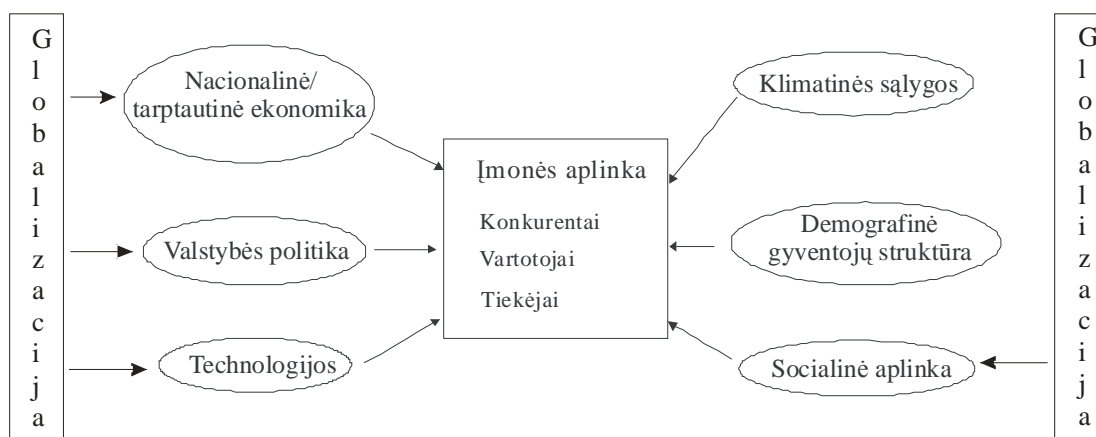 Globalizacija
Nacionalinė/
tarptautinė ekonomika
Valstybės politika
Technologijos
Įmonės aplinka
Konkurentai
Vartotojai
Tiekėjai
Klimatinės sąlygos
Demografinė
gyventojų struktūra
Socialinė aplinka
Globalizacija